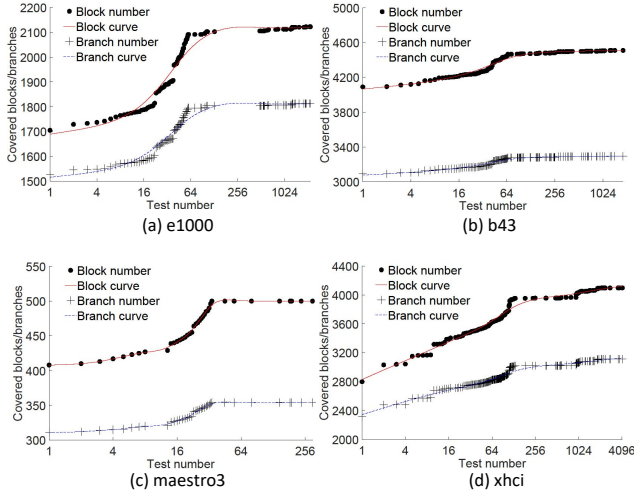 2200
2100
2000
1900
1800
1700
1600
1500
Covered blocks/branches
Block number
Block curve
Branch number
Branch curve
1 4 16 64 256 1024
Test number
(a) e1000
5000
4600
4200
3800
3400
3000
Covered blocks/branches
Block number
Block curve
Branch number
Branch curve
1 4 16 64 256 1024
Test number
(b) b43
550
500
450
400
350
300
Covered blocks/branches
Block number
Block curve
Branch number
Branch curve
1 4 16 64 256
Test number
(c) maestro3
4400
4000
3600
3200
2800
2400
2000
Covered blocks/branches
Block number
Block curve
Branch number
Branch curve
1 4 16 64 256 1024 4096
Test number
(d) xhci